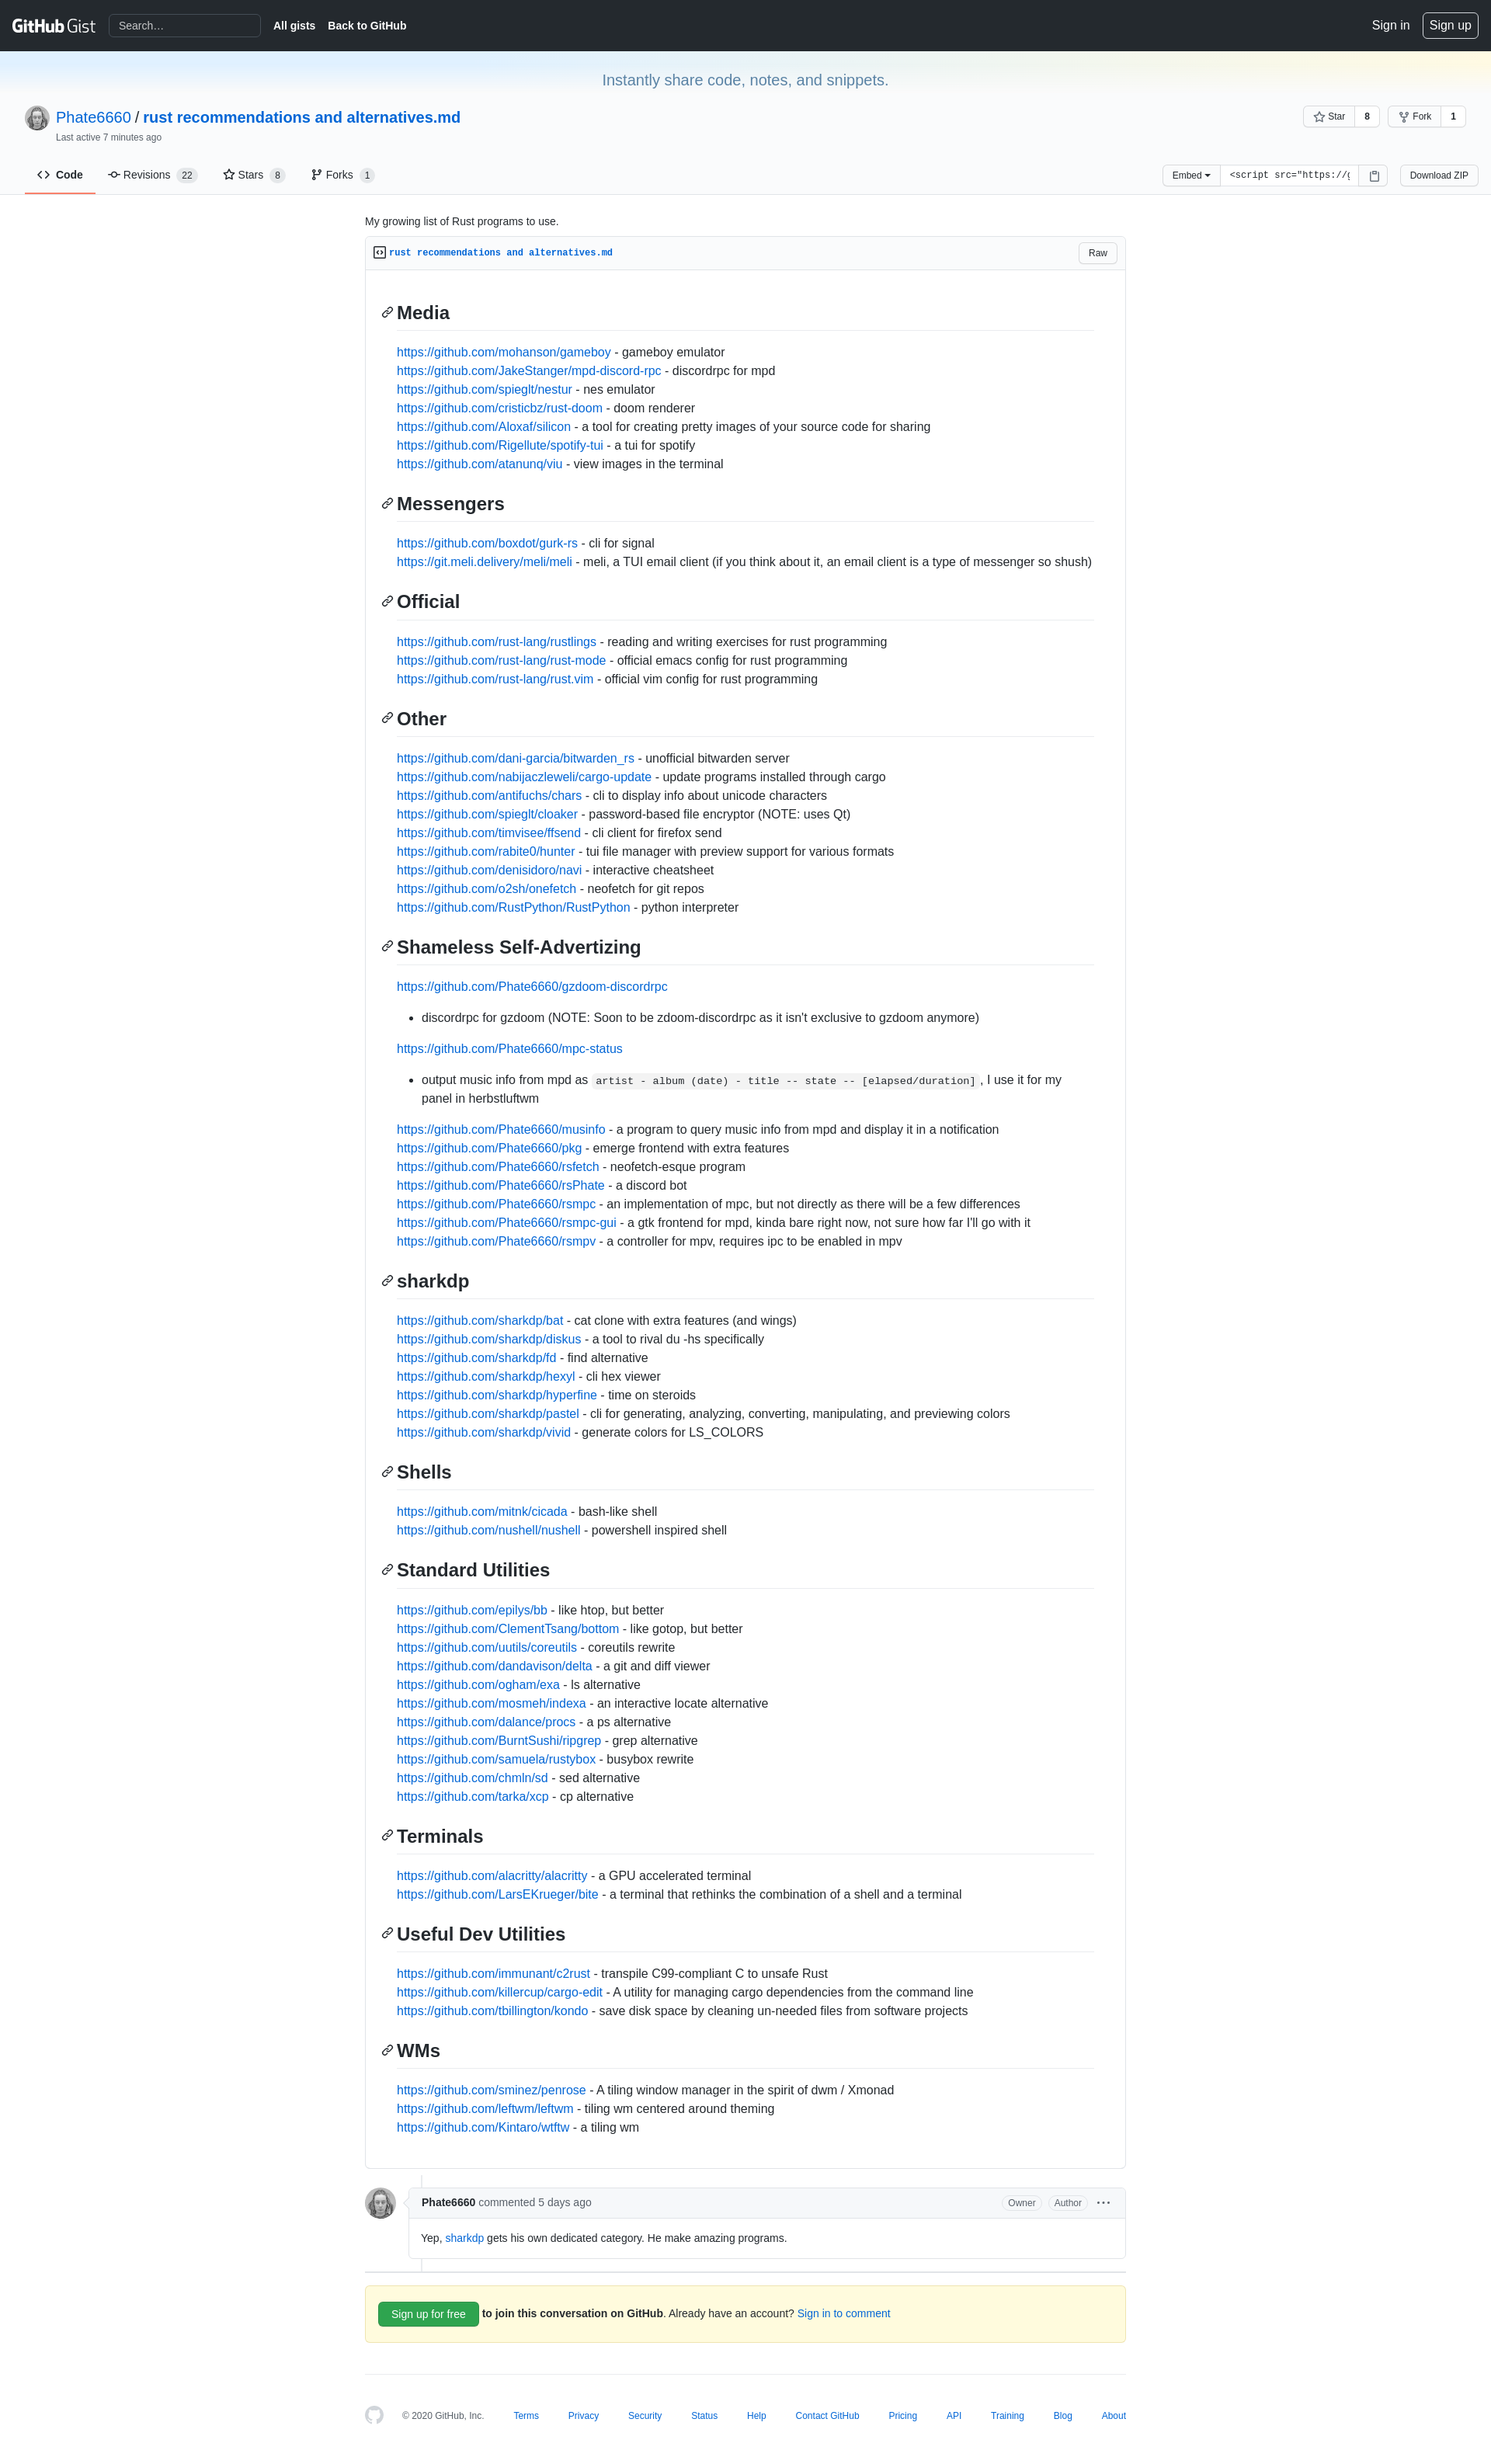 GitHub Gist
Search…
All gists
Back to GitHub
Sign in
Sign up
Instantly share code, notes, and snippets.
Phate6660 / rust recommendations and alternatives.md
Last active 7 minutes ago
Star 8
Fork 1
Code
Revisions 22
Stars 8
Forks 1
Embed
<script src="https://g
Download ZIP
My growing list of Rust programs to use.
rust recommendations and alternatives.md
Raw
Media
https://github.com/mohanson/gameboy - gameboy emulator
https://github.com/JakeStanger/mpd-discord-rpc - discordrpc for mpd
https://github.com/spieglt/nestur - nes emulator
https://github.com/cristicbz/rust-doom - doom renderer
https://github.com/Aloxaf/silicon - a tool for creating pretty images of your source code for sharing
https://github.com/Rigellute/spotify-tui - a tui for spotify
https://github.com/atanunq/viu - view images in the terminal
Messengers
https://github.com/boxdot/gurk-rs - cli for signal
https://git.meli.delivery/meli/meli - meli, a TUI email client (if you think about it, an email client is a type of messenger so shush)
Official
https://github.com/rust-lang/rustlings - reading and writing exercises for rust programming
https://github.com/rust-lang/rust-mode - official emacs config for rust programming
https://github.com/rust-lang/rust.vim - official vim config for rust programming
Other
https://github.com/dani-garcia/bitwarden_rs - unofficial bitwarden server
https://github.com/nabijaczleweli/cargo-update - update programs installed through cargo
https://github.com/antifuchs/chars - cli to display info about unicode characters
https://github.com/spieglt/cloaker - password-based file encryptor (NOTE: uses Qt)
https://github.com/timvisee/ffsend - cli client for firefox send
https://github.com/rabite0/hunter - tui file manager with preview support for various formats
https://github.com/denisidoro/navi - interactive cheatsheet
https://github.com/o2sh/onefetch - neofetch for git repos
https://github.com/RustPython/RustPython - python interpreter
Shameless Self-Advertizing
https://github.com/Phate6660/gzdoom-discordrpc
• discordrpc for gzdoom (NOTE: Soon to be zdoom-discordrpc as it isn't exclusive to gzdoom anymore)
https://github.com/Phate6660/mpc-status
• output music info from mpd as artist - album (date) - title -- state -- [elapsed/duration], I use it for my
panel in herbstluftwm
https://github.com/Phate6660/musinfo - a program to query music info from mpd and display it in a notification
https://github.com/Phate6660/pkg - emerge frontend with extra features
https://github.com/Phate6660/rsfetch - neofetch-esque program
https://github.com/Phate6660/rsPhate - a discord bot
https://github.com/Phate6660/rsmpc - an implementation of mpc, but not directly as there will be a few differences
https://github.com/Phate6660/rsmpc-gui - a gtk frontend for mpd, kinda bare right now, not sure how far I'll go with it
https://github.com/Phate6660/rsmpv - a controller for mpv, requires ipc to be enabled in mpv
sharkdp
https://github.com/sharkdp/bat - cat clone with extra features (and wings)
https://github.com/sharkdp/diskus - a tool to rival du -hs specifically
https://github.com/sharkdp/fd - find alternative
https://github.com/sharkdp/hexyl - cli hex viewer
https://github.com/sharkdp/hyperfine - time on steroids
https://github.com/sharkdp/pastel - cli for generating, analyzing, converting, manipulating, and previewing colors
https://github.com/sharkdp/vivid - generate colors for LS_COLORS
Shells
https://github.com/mitnk/cicada - bash-like shell
https://github.com/nushell/nushell - powershell inspired shell
Standard Utilities
https://github.com/epilys/bb - like htop, but better
https://github.com/ClementTsang/bottom - like gotop, but better
https://github.com/uutils/coreutils - coreutils rewrite
https://github.com/dandavison/delta - a git and diff viewer
https://github.com/ogham/exa - ls alternative
https://github.com/mosmeh/indexa - an interactive locate alternative
https://github.com/dalance/procs - a ps alternative
https://github.com/BurntSushi/ripgrep - grep alternative
https://github.com/samuela/rustybox - busybox rewrite
https://github.com/chmln/sd - sed alternative
https://github.com/tarka/xcp - cp alternative
Terminals
https://github.com/alacritty/alacritty - a GPU accelerated terminal
https://github.com/LarsEKrueger/bite - a terminal that rethinks the combination of a shell and a terminal
Useful Dev Utilities
https://github.com/immunant/c2rust - transpile C99-compliant C to unsafe Rust
https://github.com/killercup/cargo-edit - A utility for managing cargo dependencies from the command line
https://github.com/tbillington/kondo - save disk space by cleaning un-needed files from software projects
WMs
https://github.com/sminez/penrose - A tiling window manager in the spirit of dwm / Xmonad
https://github.com/leftwm/leftwm - tiling wm centered around theming
https://github.com/Kintaro/wtftw - a tiling wm
Phate6660 commented 5 days ago
Owner
Author
Yep, sharkdp gets his own dedicated category. He make amazing programs.
Sign up for free to join this conversation on GitHub. Already have an account? Sign in to comment
© 2020 GitHub, Inc.
Terms
Privacy
Security
Status
Help
Contact GitHub
Pricing
API
Training
Blog
About